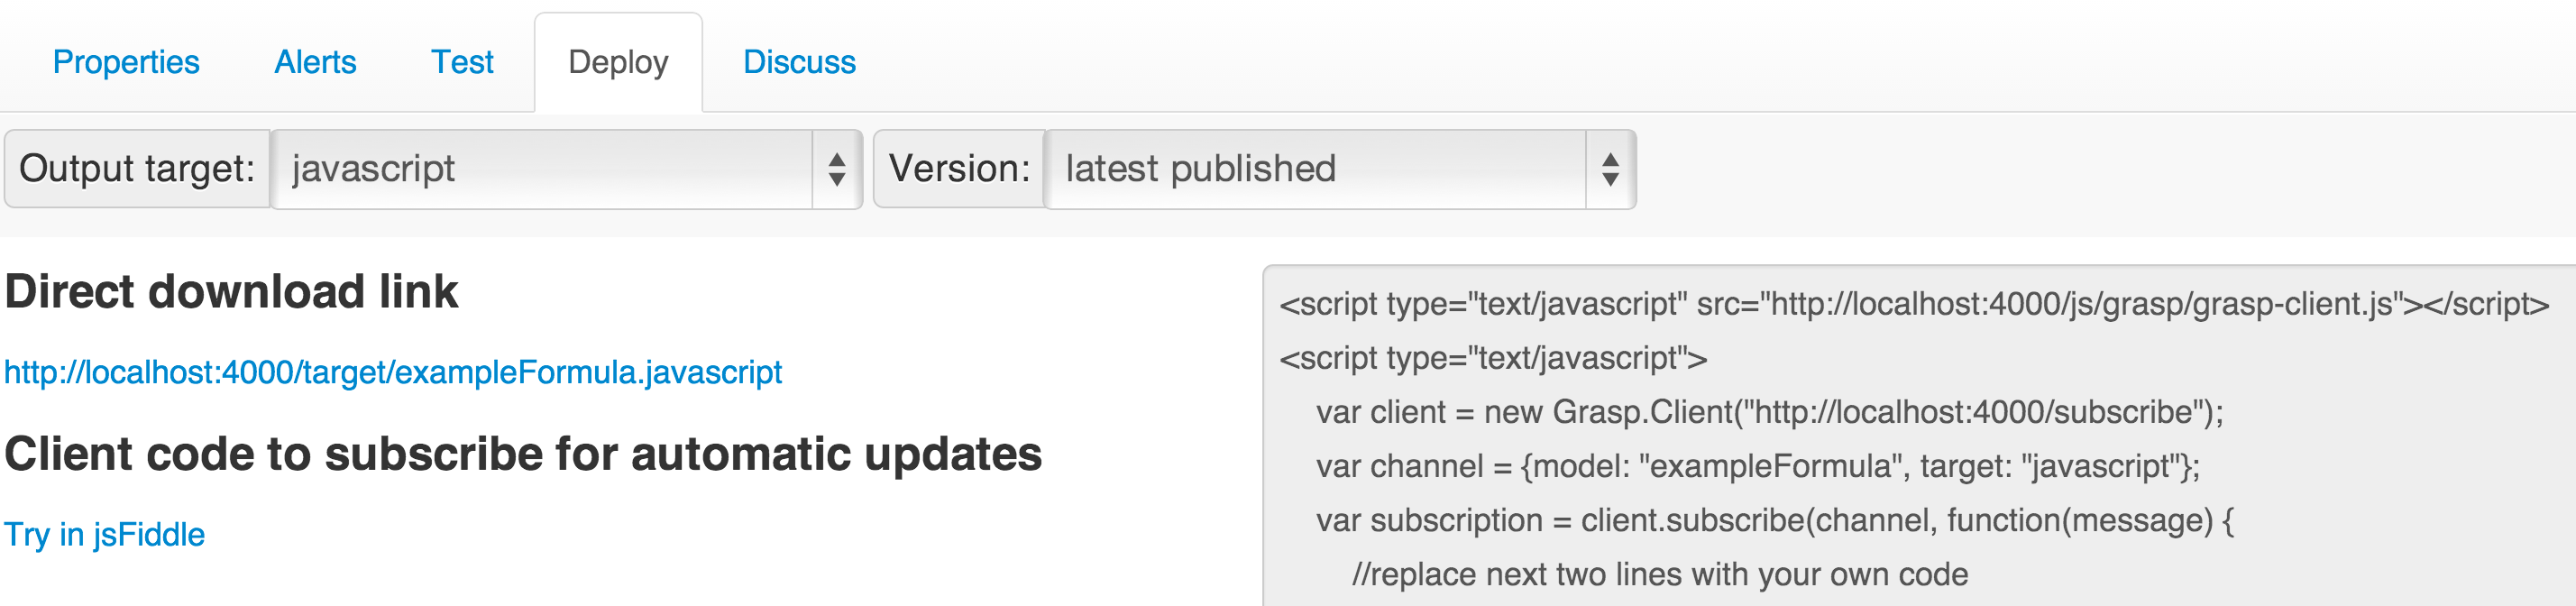 Properties Alerts Test Deploy Discuss
Output target: javascript Version: latest published
Direct download link
http://localhost:4000/target/exampleFormula.javascript
Client code to subscribe for automatic updates
Try in jsFiddle
<script type="text/javascript" src="http://localhost:4000/js/grasp/grasp-client.js"></script>
<script type="text/javascript">
var client = new Grasp.Client("http://localhost:4000/subscribe");
var channel = {model: "exampleFormula", target: "javascript"};
var subscription = client.subscribe(channel, function(message) {
//replace next two lines with your own code